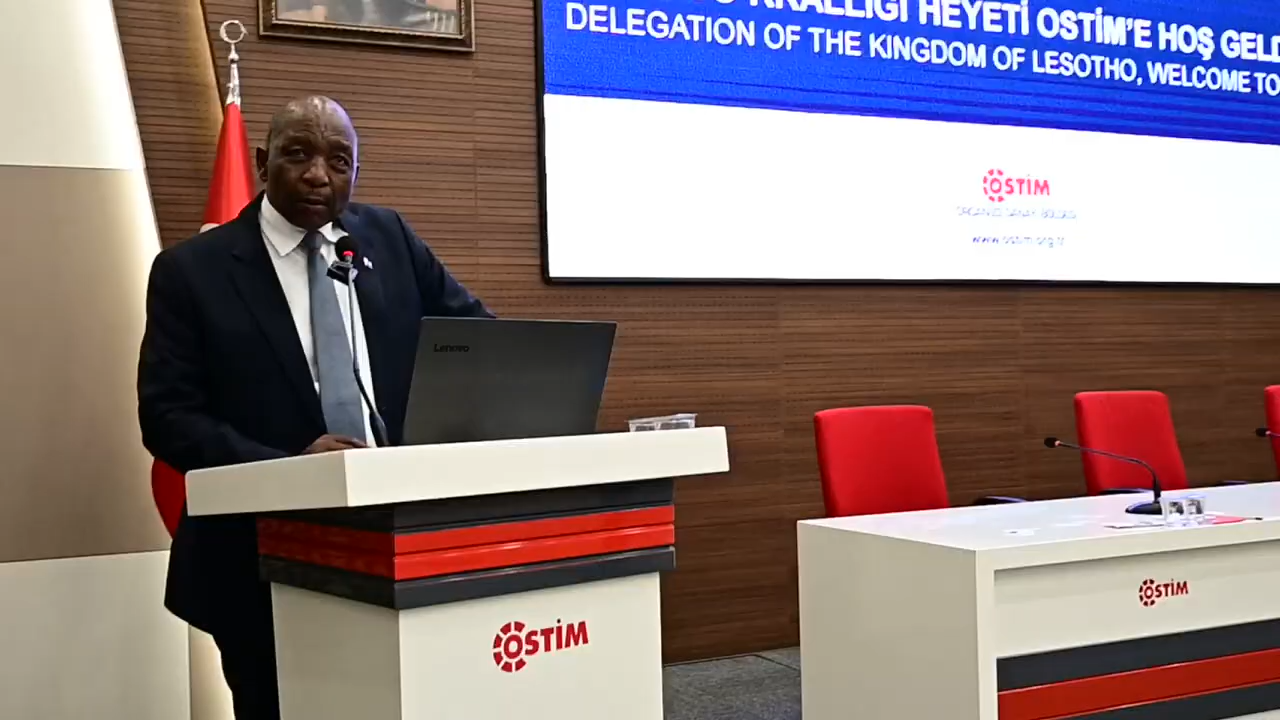 KRALLIĞI HEYETİ OSTİM'E HOŞ GELD
DELEGATION OF THE KINGDOM OF LESOTHO, WELCOME TO
OSTİM
www.ostim.org.tr
Lenovo
OSTİM
OSTİM